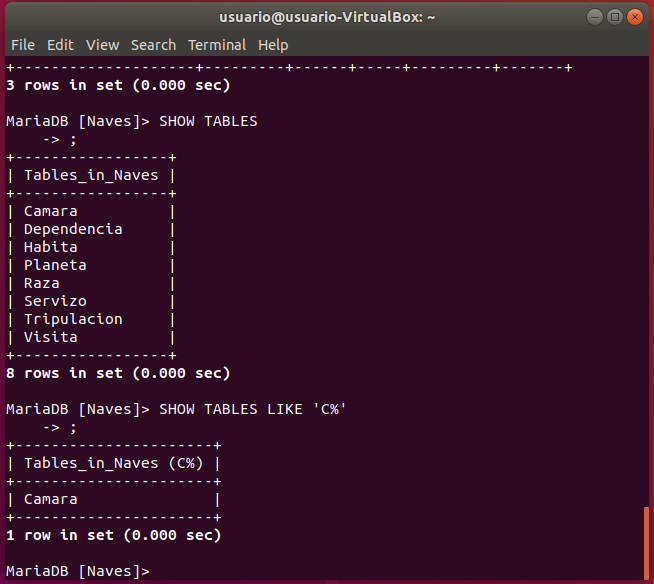 usuario@usuario-VirtualBox: ~
File Edit View Search Terminal Help
+--------------------+---------+------+-----+---------+-------+
3 rows in set (0.000 sec)
MariaDB [Naves]> SHOW TABLES
    -> ;
+-----------------+
| Tables_in_Naves |
+-----------------+
| Camara          |
| Dependencia     |
| Habita          |
| Planeta         |
| Raza            |
| Servizo         |
| Tripulacion     |
| Visita          |
+-----------------+
8 rows in set (0.000 sec)
MariaDB [Naves]> SHOW TABLES LIKE 'C%'
    -> ;
+----------------------+
| Tables_in_Naves (C%) |
+----------------------+
| Camara               |
+----------------------+
1 row in set (0.000 sec)
MariaDB [Naves]>